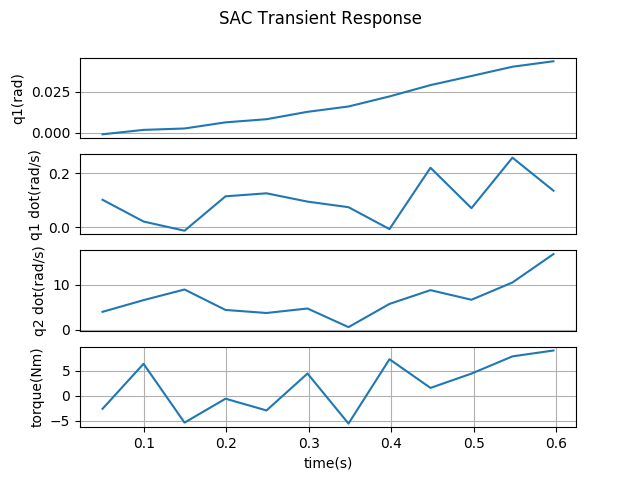 SAC Transient Response
q1(rad)
0.025
0.000
q1 dot(rad/s)
0.2
0.0
q2 dot(rad/s)
10
0
torque(Nm)
5
0
−5
0.1 0.2 0.3 0.4 0.5 0.6
time(s)